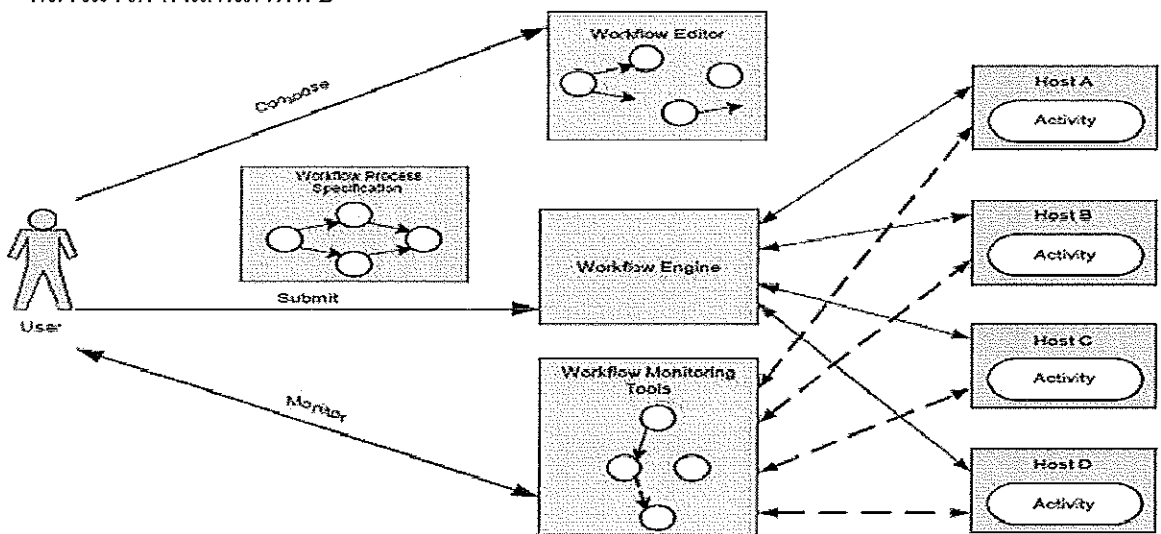 Workflow Editor
Compose
Host A
Activity
Workflow Process
Specification
Host B
Activity
Workflow Engine
Submit
User
Host C
Activity
Workflow Monitoring
Tools
Monitor
Host D
Activity